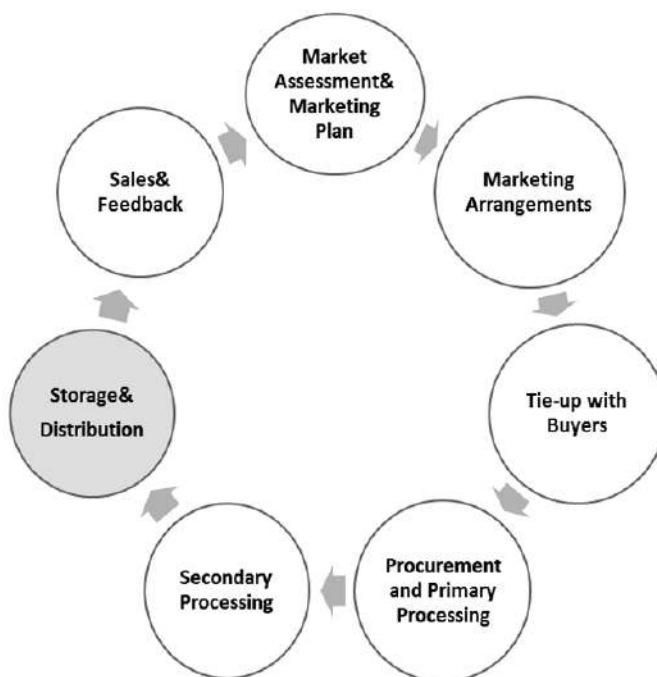 Market
Assessment&
Marketing
Plan
Marketing
Arrangements
Tie-up with
Buyers
Procurement
and Primary
Processing
Secondary
Processing
Storage&
Distribution
Sales&
Feedback